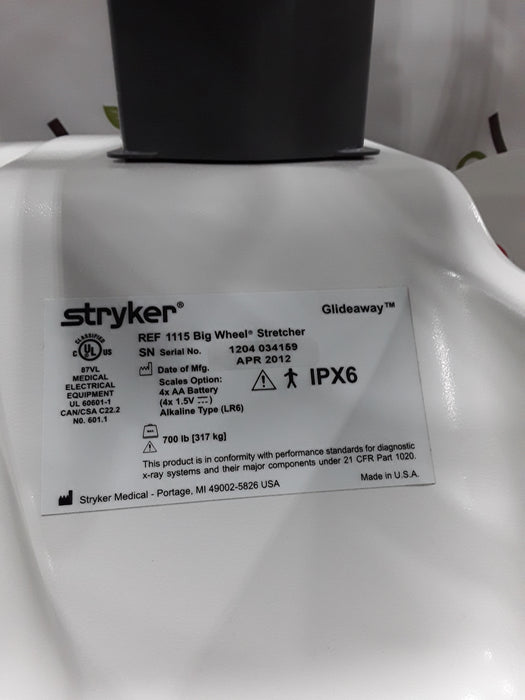 stryker®
Glideaway™
REF 1115 Big Wheel® Stretcher
SN Serial No. 1204 034159
Date of Mfg. APR 2012
Scales Option:
4x AA Battery
(4x 1.5V ⎓)
Alkaline Type (LR6)
IPX6
CLASSIFIED
C UL US
87VL
MEDICAL
ELECTRICAL
EQUIPMENT
UL 60601-1
CAN/CSA C22.2
NO. 601.1
700 lb [317 kg]
This product is in conformity with performance standards for diagnostic
x-ray systems and their major components under 21 CFR Part 1020.
Stryker Medical - Portage, MI 49002-5826 USA
Made in U.S.A.